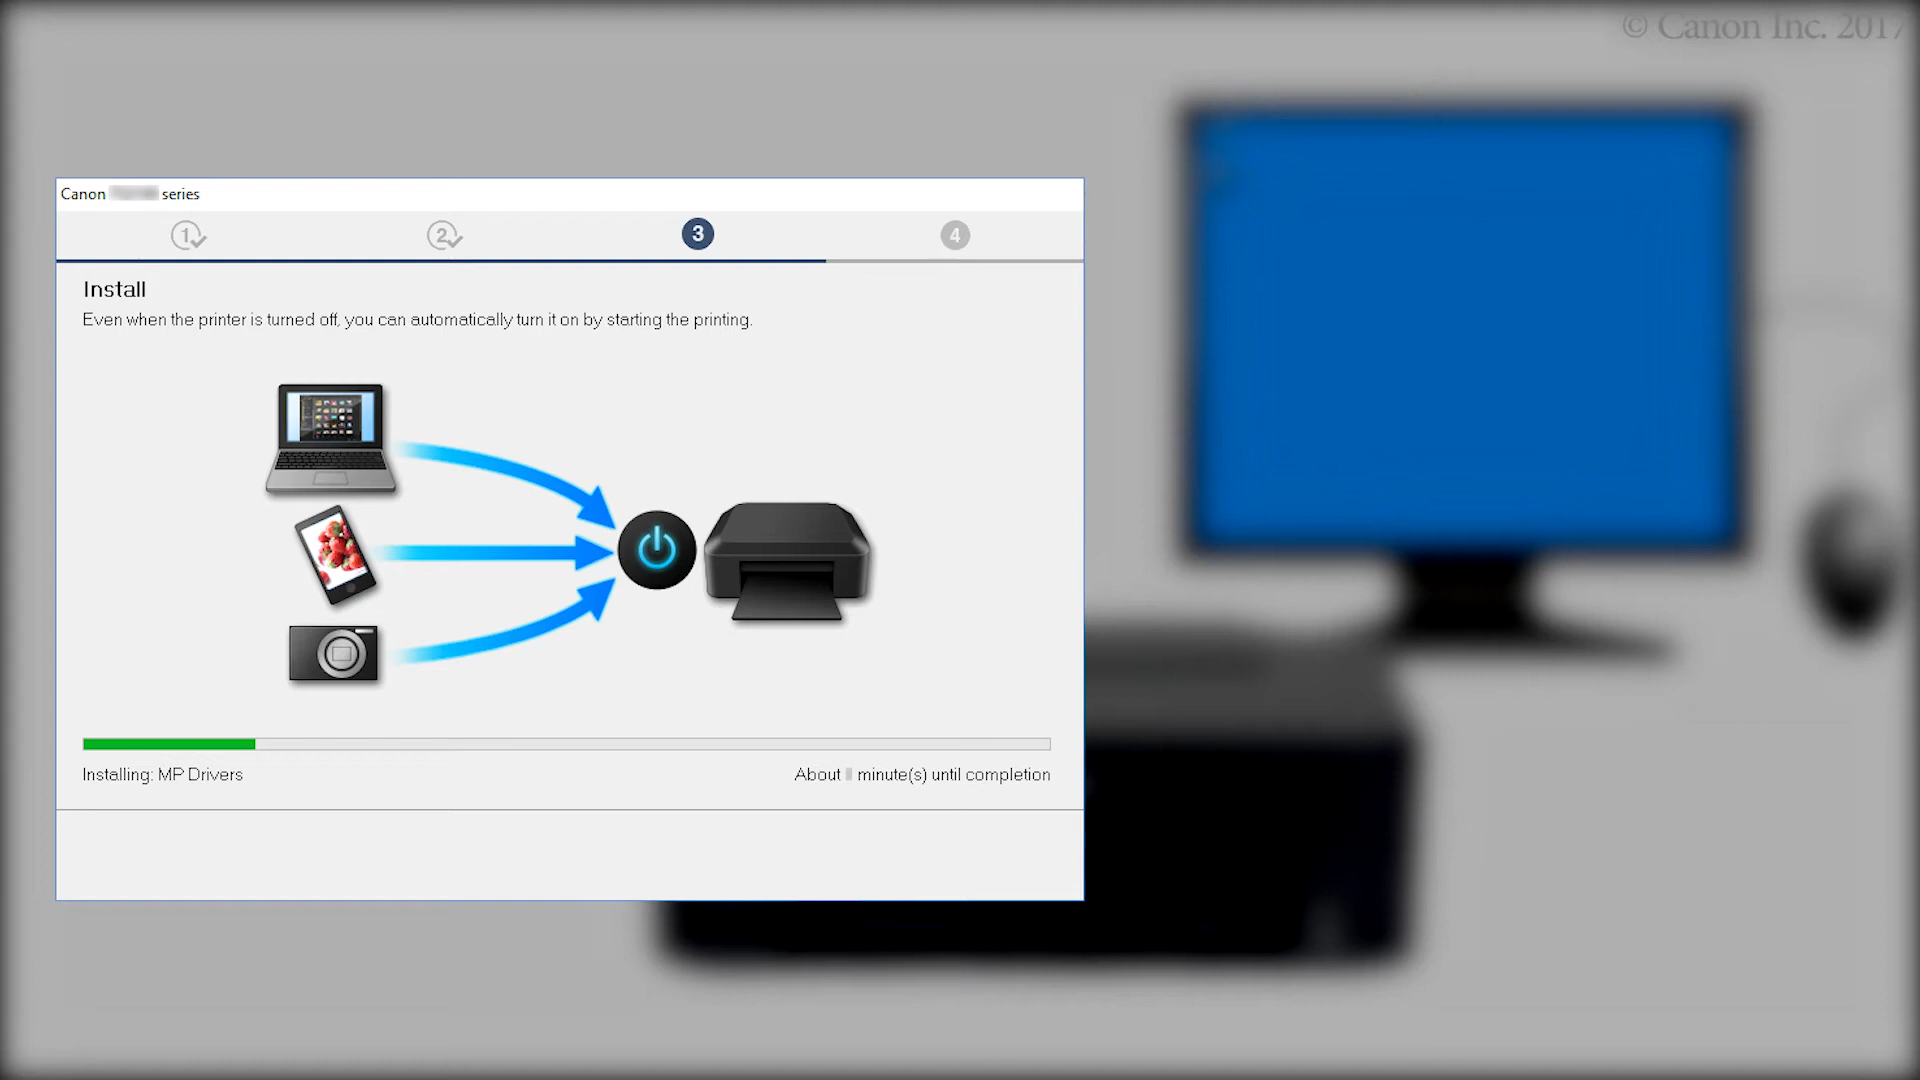 © Canon Inc. 2017
Canon series
1
2
3
4
Install
Even when the printer is turned off, you can automatically turn it on by starting the printing.
Installing: MP Drivers
About minute(s) until completion